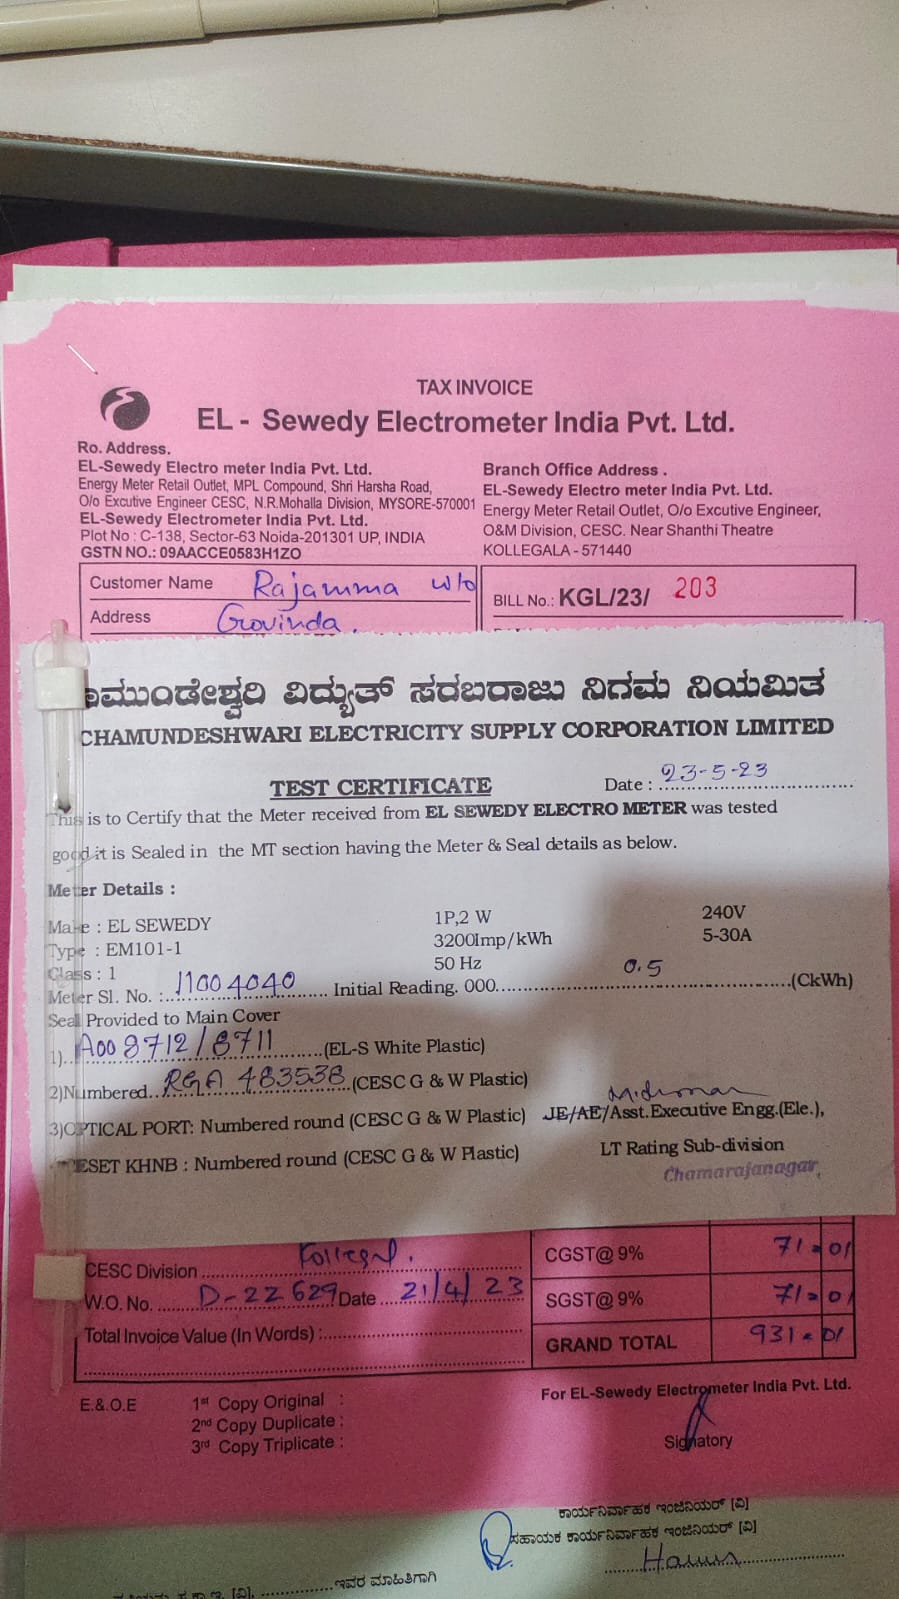 TAX INVOICE
EL - Sewedy Electrometer India Pvt. Ltd.
Ro. Address.
EL-Sewedy Electro meter India Pvt. Ltd.
Energy Meter Retail Outlet, MPL Compound, Shri Harsha Road,
O/o Excutive Engineer CESC, N.R.Mohalla Division, MYSORE-570001
EL-Sewedy Electrometer India Pvt. Ltd.
Plot No : C-138, Sector-63 Noida-201301 UP, INDIA
GSTN NO.: 09AACCE0583H1ZO
Branch Office Address .
EL-Sewedy Electro meter India Pvt. Ltd.
Energy Meter Retail Outlet, O/o Excutive Engineer,
O&M Division, CESC. Near Shanthi Theatre
KOLLEGALA - 571440
Customer Name Rajamma w/o
Address Govinda.
BILL No.: KGL/23/ 203
ಾಮುಂಡೇಶ್ವರಿ ವಿದ್ಯುತ್ ಸರಬರಾಜು ನಿಗಮ ನಿಯಮಿತ
CHAMUNDESHWARI ELECTRICITY SUPPLY CORPORATION LIMITED
TEST CERTIFICATE Date : 23-5-23
This is to Certify that the Meter received from EL SEWEDY ELECTRO METER was tested
good it is Sealed in the MT section having the Meter & Seal details as below.
Meter Details :
Make : EL SEWEDY 1P,2 W 240V
Type : EM101-1 3200Imp/kWh 5-30A
Class : 1 50 Hz
Meter Sl. No. : 11004040 Initial Reading. 000 0.5 (CkWh)
Seal Provided to Main Cover
1). A008712/8711 (EL-S White Plastic)
2)Numbered RGA 483538 (CESC G & W Plastic)
3)OPTICAL PORT: Numbered round (CESC G & W Plastic) JE/AE/Asst.Executive Engg.(Ele.),
ESET KHNB : Numbered round (CESC G & W Plastic) LT Rating Sub-division
Chamarajanagar
CESC Division Kollegal.
W.O. No. D-22629 Date 21/4/23
Total Invoice Value (In Words) :
CGST@ 9% 71.01
SGST@ 9% 71.01
GRAND TOTAL 931.01
E.&.O.E
1st Copy Original :
2nd Copy Duplicate :
3rd Copy Triplicate :
For EL-Sewedy Electrometer India Pvt. Ltd.
Signatory
ಕಾರ್ಯನಿರ್ವಾಹಕ ಇಂಜಿನಿಯರ್ [ವಿ]
ಸಹಾಯಕ ಕಾರ್ಯನಿರ್ವಾಹಕ ಇಂಜಿನಿಯರ್ [ವಿ]
ಇವರ ಮಾಹಿತಿಗಾಗಿ